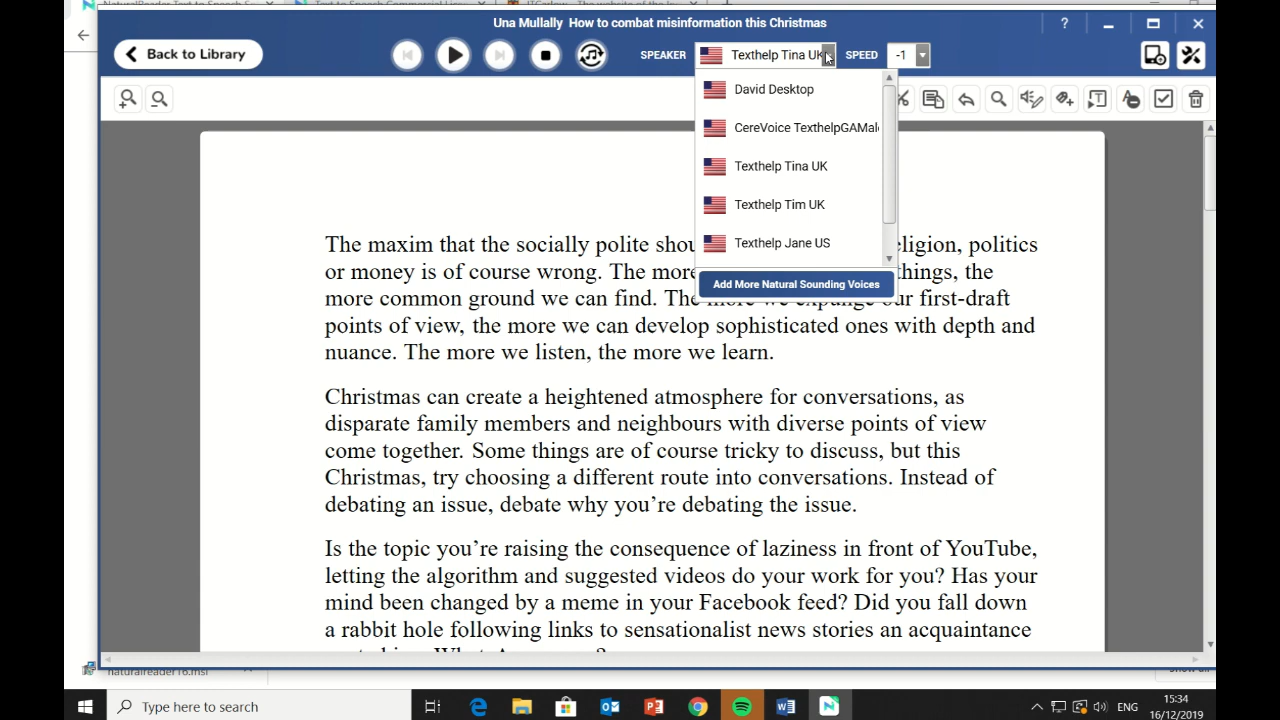 NaturalReader Text to Speech S
Una Mullally How to combat misinformation this Christmas
?
Back to Library
SPEAKER
Texthelp Tina UK
SPEED
-1
David Desktop
CereVoice TexthelpGAMal
Texthelp Tina UK
Texthelp Tim UK
Texthelp Jane US
Add More Natural Sounding Voices
The maxim that the socially polite shou eligion, politics
or money is of course wrong. The more things, the
more common ground we can find. The more we expunge our first-draft
points of view, the more we can develop sophisticated ones with depth and
nuance. The more we listen, the more we learn.
Christmas can create a heightened atmosphere for conversations, as
disparate family members and neighbours with diverse points of view
come together. Some things are of course tricky to discuss, but this
Christmas, try choosing a different route into conversations. Instead of
debating an issue, debate why you’re debating the issue.
Is the topic you’re raising the consequence of laziness in front of YouTube,
letting the algorithm and suggested videos do your work for you? Has your
mind been changed by a meme in your Facebook feed? Did you fall down
a rabbit hole following links to sensationalist news stories an acquaintance
naturalreader16.msi
Type here to search
ENG
15:34
16/12/2019